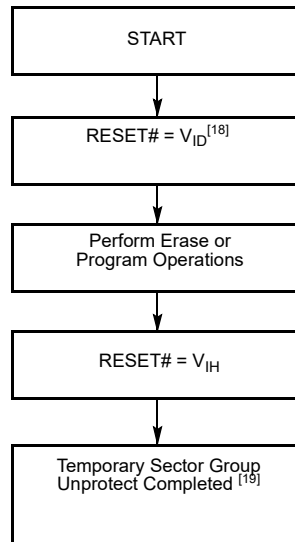 START
RESET# = VID[18]
Perform Erase or
Program Operations
RESET# = VIH
Temporary Sector Group
Unprotect Completed [19]